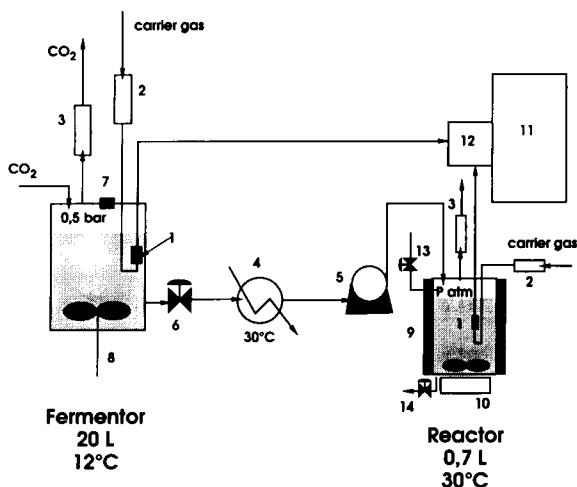 carrier gas
CO2
2
3
11
12
CO2
7
0,5 bar
3
1
4
13
carrier gas
5
P atm
2
1
6
9
30°C
8
14
10
Fermentor
20 L
12°C
Reactor
0,7 L
30°C